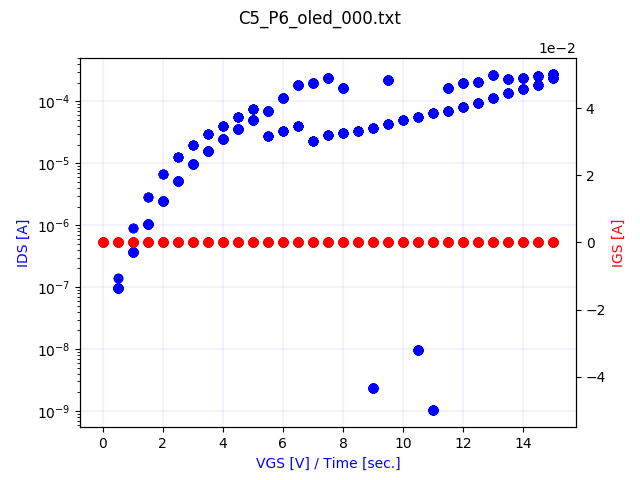 C5_P6_oled_000.txt
1e−2
10⁻⁴
10⁻⁵
10⁻⁶
10⁻⁷
10⁻⁸
10⁻⁹
IDS [A]
4
2
0
−2
−4
IGS [A]
0 2 4 6 8 10 12 14
VGS [V] / Time [sec.]